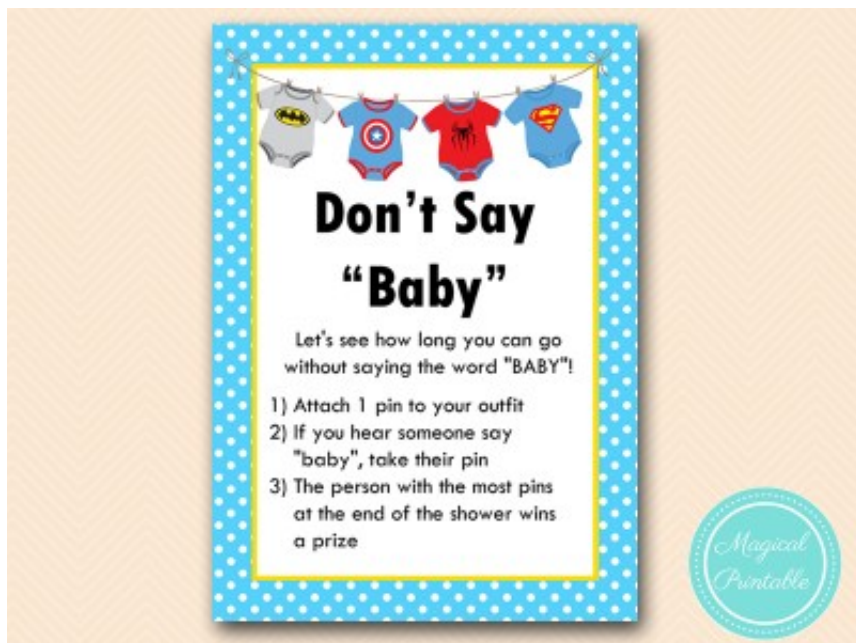 Don't Say
"Baby"
Let's see how long you can go
without saying the word "BABY"!
1) Attach 1 pin to your outfit
2) If you hear someone say
"baby", take their pin
3) The person with the most pins
at the end of the shower wins
a prize
Magical
Printable